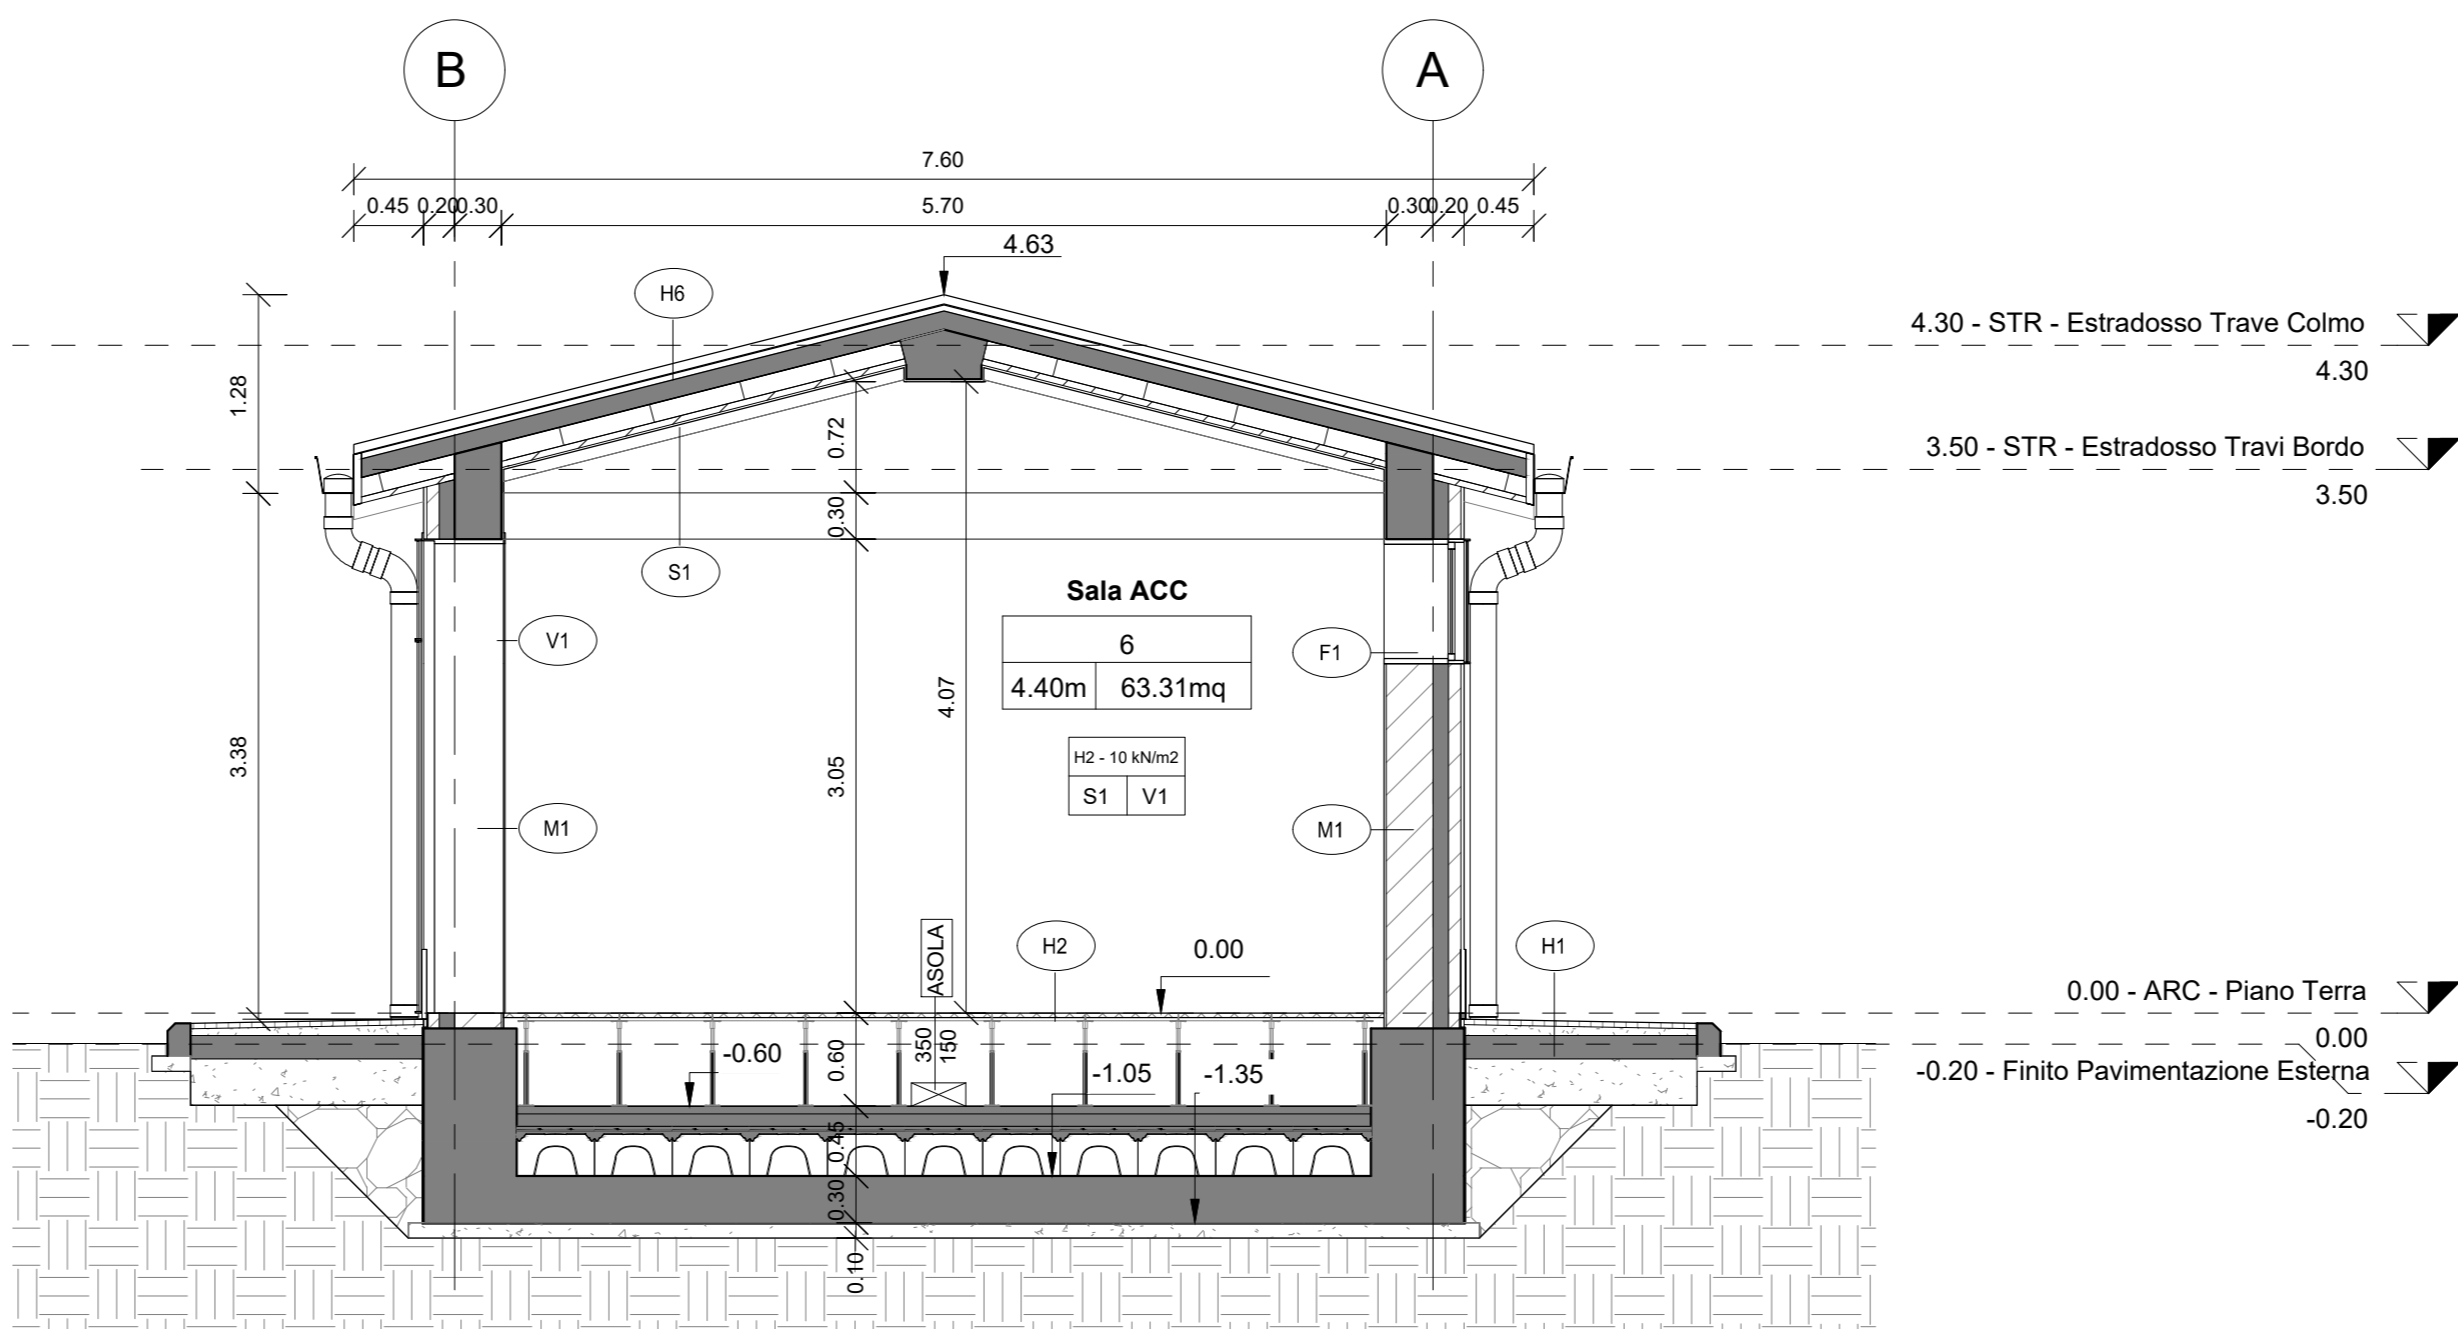 B
A
7.60
0.45
0.20
0.30
5.70
0.30
0.20
0.45
4.63
H6
4.30 - STR - Estradosso Trave Colmo
4.30
1.28
0.72
3.50 - STR - Estradosso Travi Bordo
3.50
0.30
S1
Sala ACC
6
4.40m
63.31mq
V1
F1
4.07
3.38
3.05
H2 - 10 kN/m2
S1
V1
M1
M1
ASOLA
H2
0.00
H1
0.00 - ARC - Piano Terra
0.00
350
150
-0.60
0.60
-1.05
-1.35
-0.20 - Finito Pavimentazione Esterna
-0.20
0.45
0.30
0.10